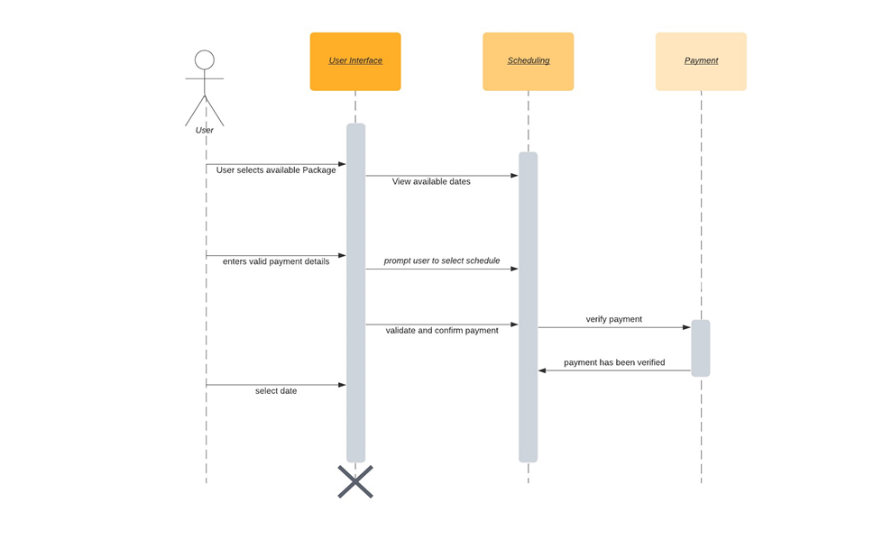 User Interface
Scheduling
Payment
User
User selects available Package
View available dates
enters valid payment details
prompt user to select schedule
validate and confirm payment
verify payment
payment has been verified
select date